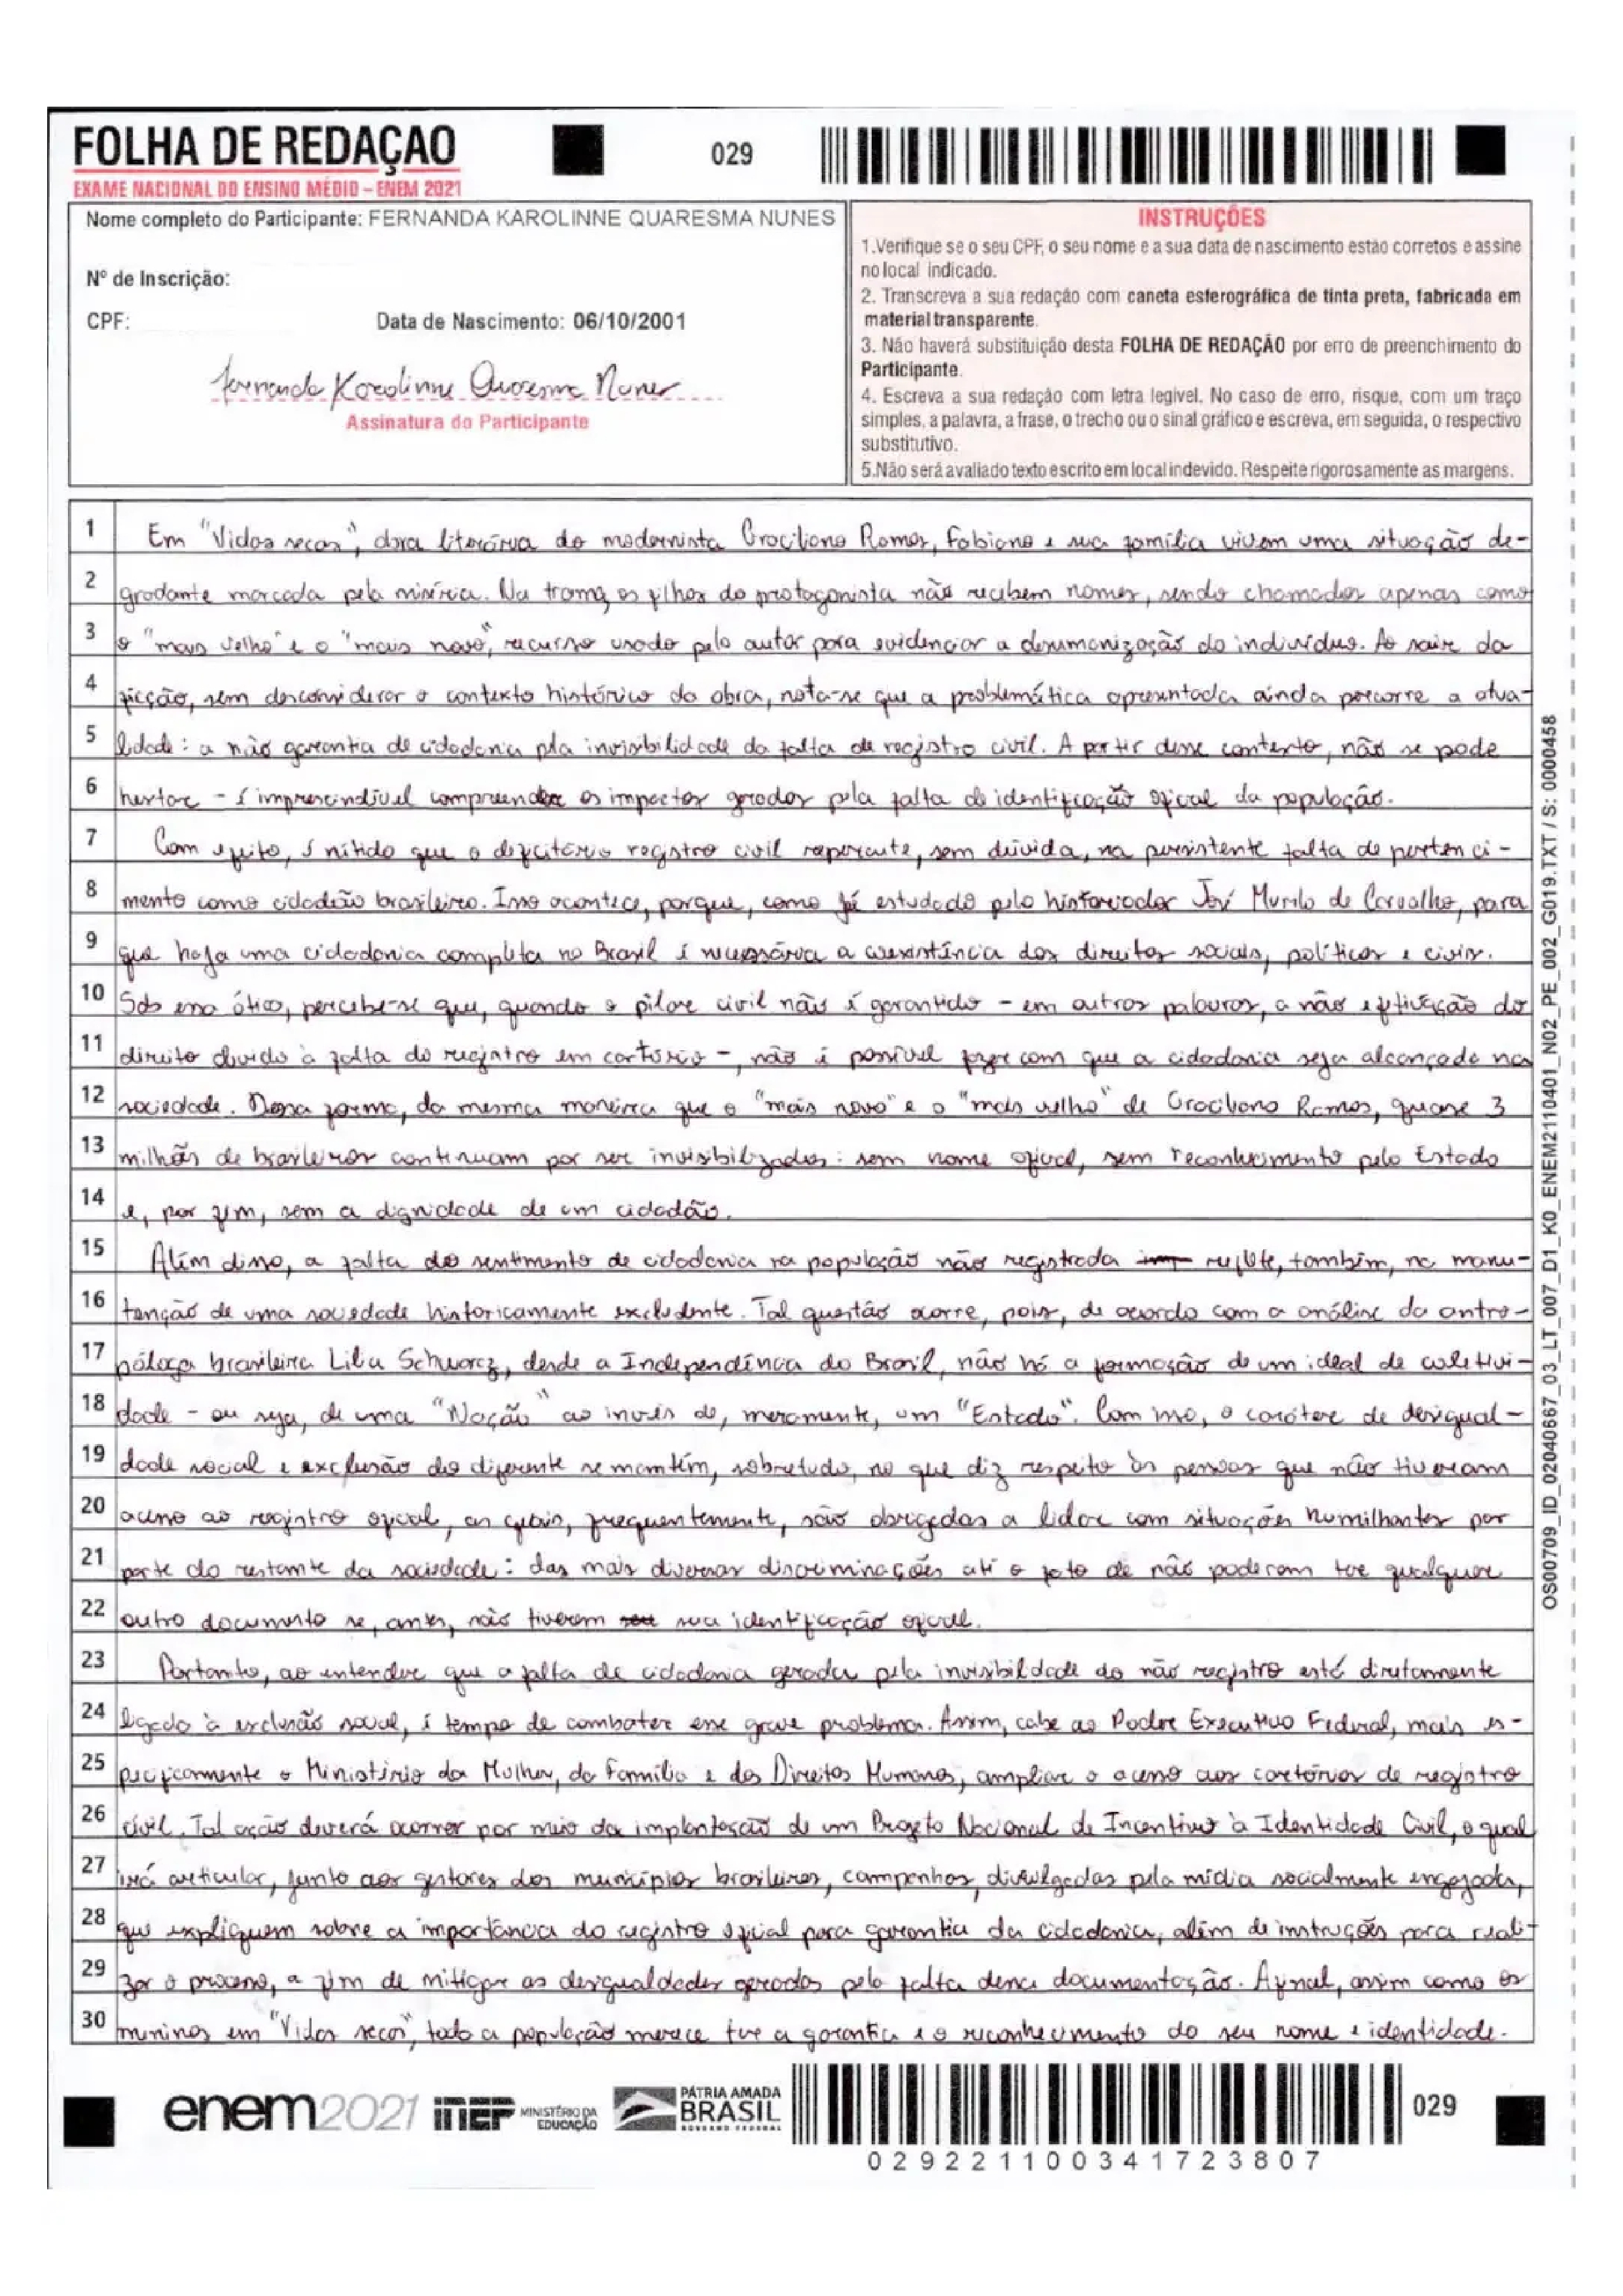 FOLHA DE REDAÇAO
029
EXAME NACIONAL DO ENSINO MÉDIO – ENEM 2021
Nome completo do Participante: FERNANDA KAROLINNE QUARESMA NUNES
Nº de Inscrição:
CPF:
Data de Nascimento: 06/10/2001
Fernanda Karolinne Quaresma Nunes
Assinatura do Participante
INSTRUÇÕES
1.Verifique se o seu CPF, o seu nome e a sua data de nascimento estão corretos e assine
no local indicado.
2. Transcreva a sua redação com caneta esferográfica de tinta preta, fabricada em
material transparente.
3. Não haverá substituição desta FOLHA DE REDAÇÃO por erro de preenchimento do
Participante.
4. Escreva a sua redação com letra legível. No caso de erro, risque, com um traço
simples, a palavra, a frase, o trecho ou o sinal gráfico e escreva, em seguida, o respectivo
substitutivo.
5.Não será avaliado texto escrito em local indevido. Respeite rigorosamente as margens.
1 Em "Vidas secas", obra literária do modernista Graciliano Ramos, Fabiano e sua família vivem uma situação de-
2 gradante marcada pela miséria. Na trama, os filhos do protagonista não recebem nomes, sendo chamados apenas como
3 o "mais velho" e o "mais novo", recurso usado pelo autor para evidenciar a desumanização do indivíduo. Ao sair da
4 ficção, sem desconsiderar o contexto histórico da obra, nota-se que a problemática apresentada ainda percorre a atua-
5 lidade: a não garantia de cidadania pela invisibilidade da falta de registro civil. A partir desse contexto, não se pode
6 hesitar – é imprescindível compreender os impactos gerados pela falta de identificação oficial da população.
7 Com efeito, é nítido que o deficitário registro civil repercute, sem dúvida, na persistente falta de pertenci-
8 mento como cidadão brasileiro. Isso acontece, porque, como já estudado pelo historiador José Murilo de Carvalho, para
9 que haja uma cidadania completa no Brasil é necessária a coexistência dos direitos sociais, políticos e civis.
10 Sob essa ótica, percebe-se que, quando o pilar civil não é garantido – em outras palavras, a não efetivação do
11 direito devido à falta do registro em cartório –, não é possível fazer com que a cidadania seja alcançada na
12 sociedade. Dessa forma, da mesma maneira que o "mais novo" e o "mais velho" de Graciliano Ramos, quase 3
13 milhões de brasileiros continuam por ser invisibilizados: sem nome oficial, sem reconhecimento pelo Estado
14 e, por fim, sem a dignidade de um cidadão.
15 Além disso, a falta do sentimento de cidadania na população não registrada reflete, também, na manu-
16 tenção de uma sociedade historicamente excludente. Tal questão ocorre, pois, de acordo com a análise da antro-
17 póloga brasileira Lilia Schwarcz, desde a Independência do Brasil, não há a formação de um ideal de coletivi-
18 dade – ou seja, de uma "Nação" ao invés de, meramente, um "Estado". Com isso, o caráter de desigual-
19 dade social e exclusão do diferente se mantém, sobretudo, no que diz respeito às pessoas que não tiveram
20 acesso ao registro oficial, as quais, frequentemente, são obrigadas a lidar com situações humilhantes por
21 parte do restante da sociedade: das mais diversas discriminações até o fato de não poderem ter qualquer
22 outro documento se, antes, não tiverem sua identificação oficial.
23 Portanto, ao entender que a falta de cidadania gerada pela invisibilidade do não registro está diretamente
24 ligada à exclusão social, é tempo de combater esse grave problema. Assim, cabe ao Poder Executivo Federal, mais es-
25 pecificamente o Ministério da Mulher, da Família e dos Direitos Humanos, ampliar o acesso aos cartórios de registro
26 civil. Tal ação deverá ocorrer por meio da implantação de um Projeto Nacional de Incentivo à Identidade Civil, o qual
27 irá articular, junto aos gestores dos municípios brasileiros, campanhas, divulgadas pela mídia socialmente engajada,
28 que expliquem sobre a importância do registro oficial para garantia da cidadania, além de instruções para reali-
29 zar o processo, a fim de mitigar as desigualdades geradas pela falta dessa documentação. Afinal, assim como os
30 meninos em "Vidas secas", toda a população merece ter a garantia e o reconhecimento do seu nome e identidade.
OS00709_ID_02040667_03_LT_007_D1_K0_ENEM2110401_N02_PE_002_G019.TXT / S: 0000458
enem2021
inep
MINISTÉRIO DA
EDUCAÇÃO
PÁTRIA AMADA
BRASIL
GOVERNO FEDERAL
029
029221100341723807